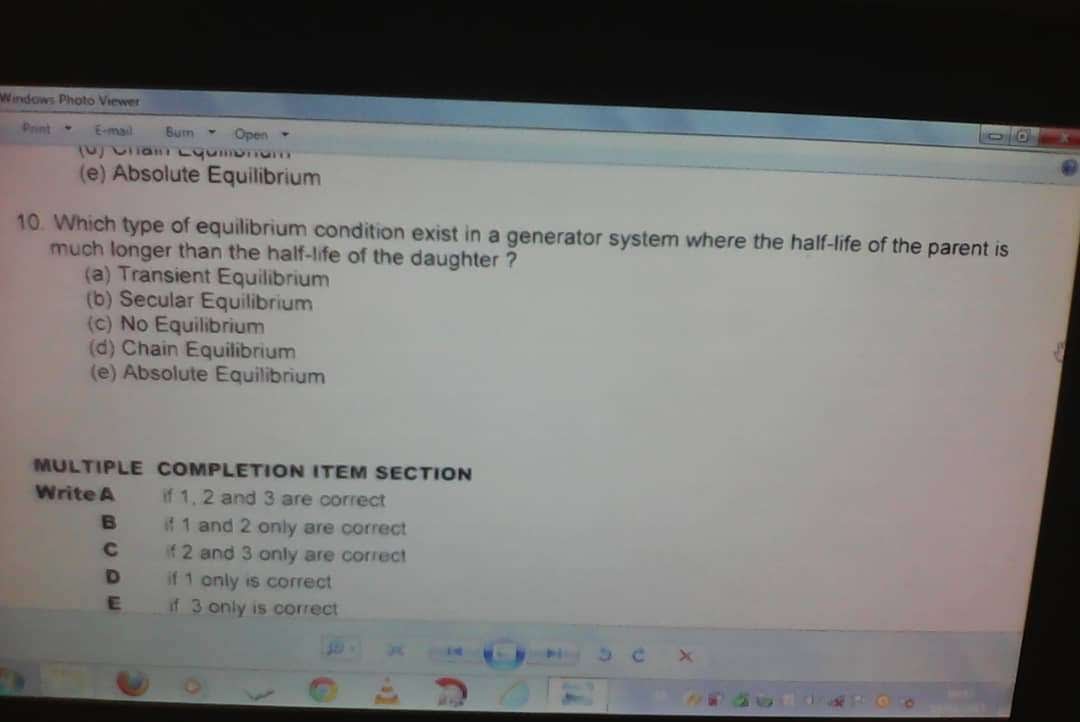 Windows Photo Viewer
Print E-mail Burn Open
Equilibrium
(e) Absolute Equilibrium
10. Which type of equilibrium condition exist in a generator system where the half-life of the parent is
much longer than the half-life of the daughter ?
(a) Transient Equilibrium
(b) Secular Equilibrium
(c) No Equilibrium
(d) Chain Equilibrium
(e) Absolute Equilibrium
MULTIPLE COMPLETION ITEM SECTION
Write A if 1, 2 and 3 are correct
B if 1 and 2 only are correct
C if 2 and 3 only are correct
D if 1 only is correct
E if 3 only is correct